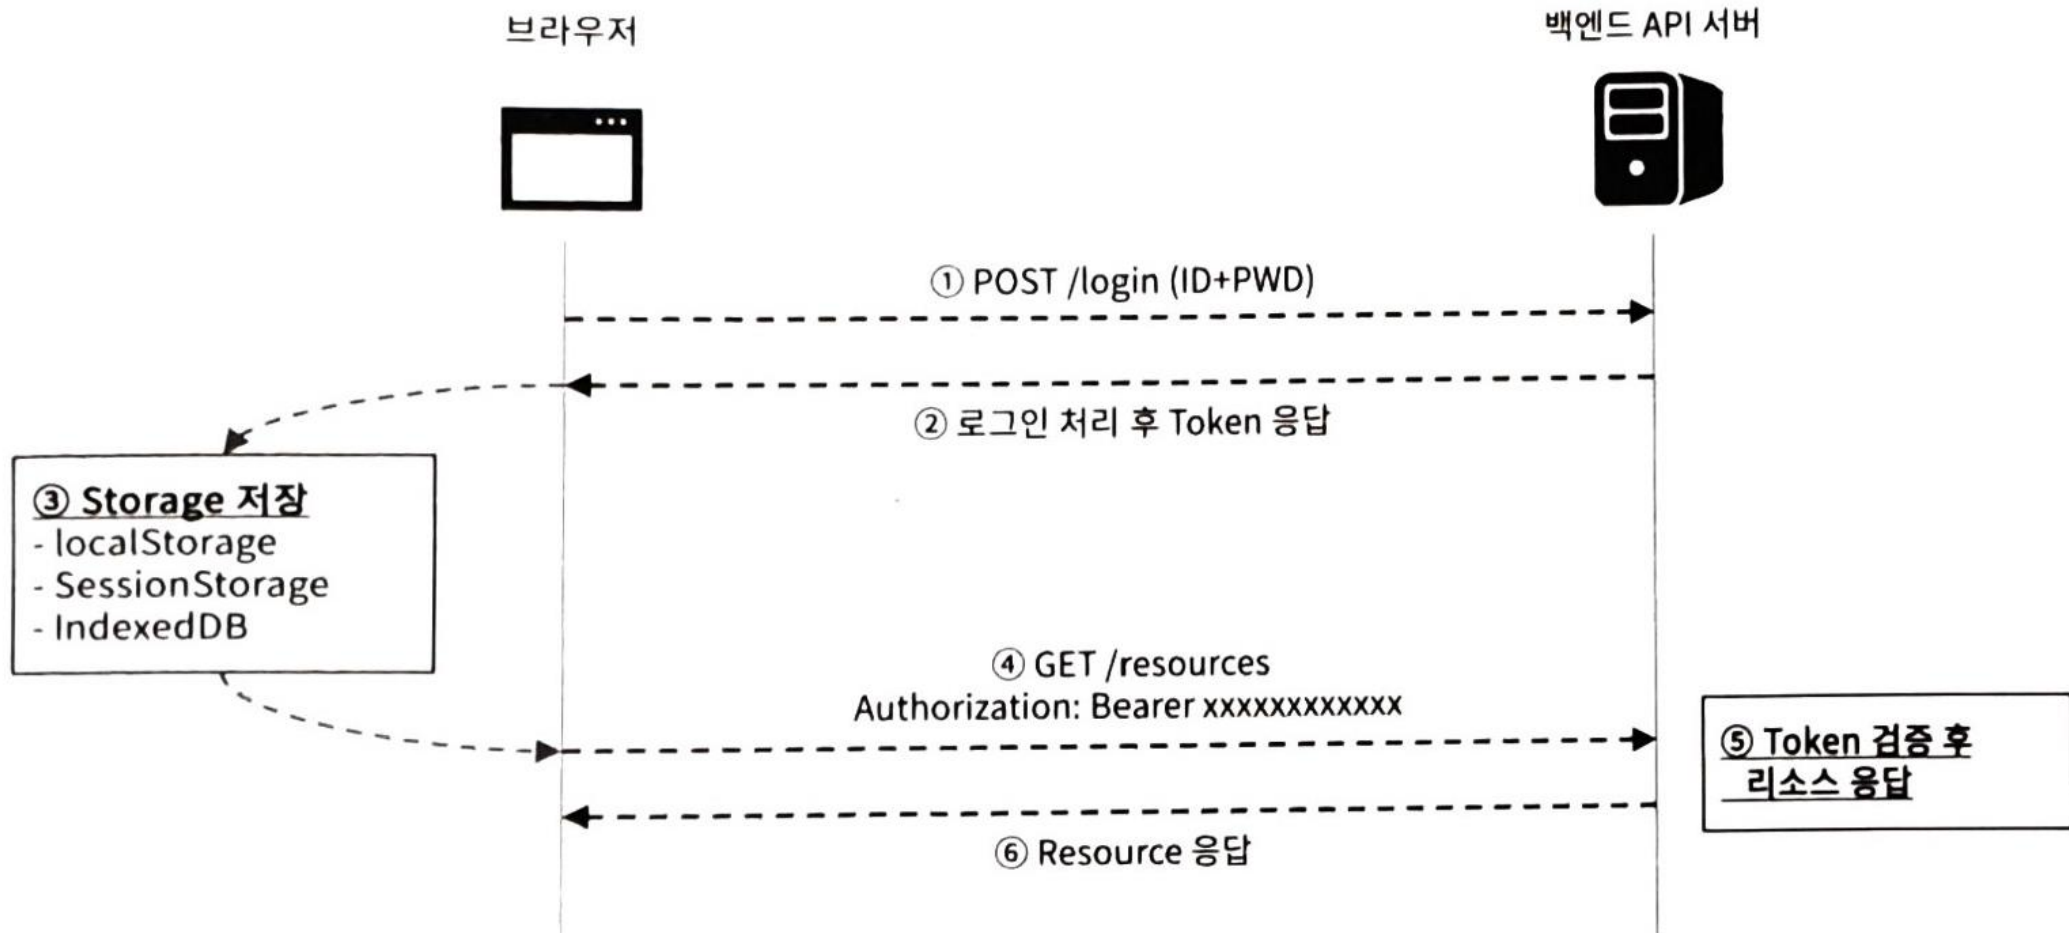 브라우저
백엔드 API 서버
① POST /login (ID+PWD)
② 로그인 처리 후 Token 응답
③ Storage 저장
- localStorage
- SessionStorage
- IndexedDB
④ GET /resources
Authorization: Bearer xxxxxxxxxxxx
⑤ Token 검증 후
리소스 응답
⑥ Resource 응답